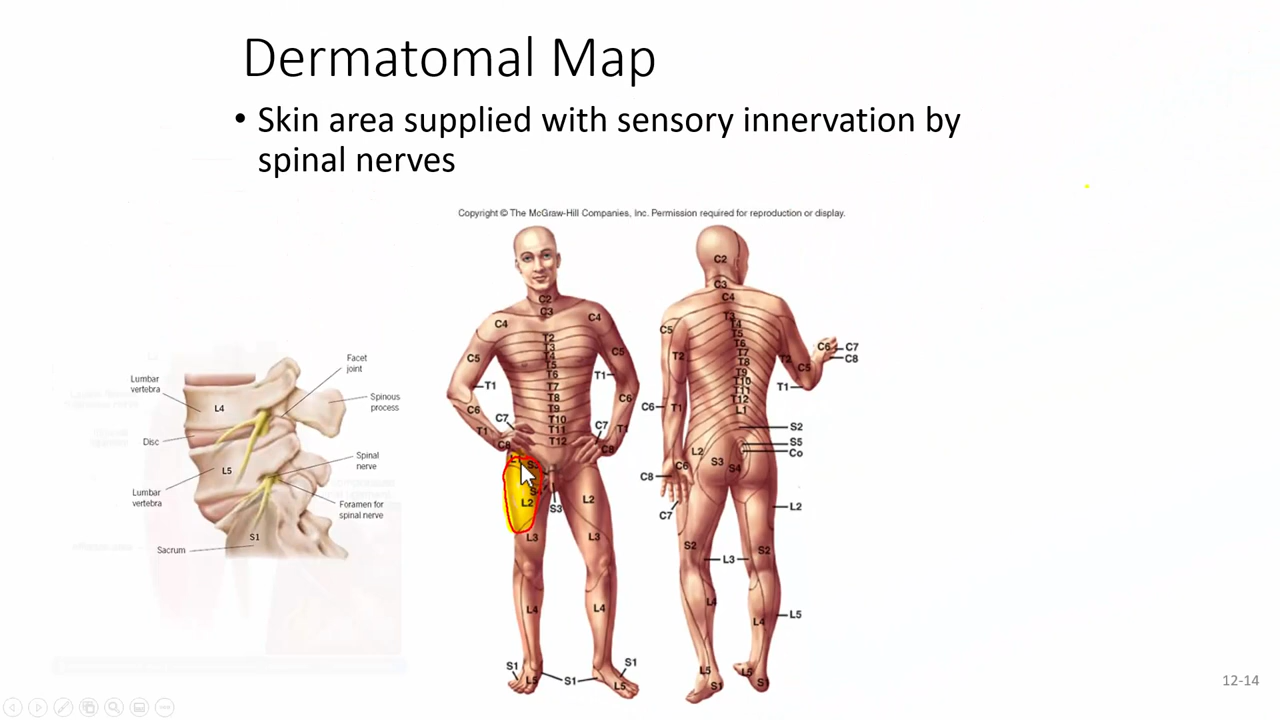 Dermatomal Map
• Skin area supplied with sensory innervation by
spinal nerves
Copyright © The McGraw-Hill Companies, Inc. Permission required for reproduction or display.
Facet
joint
Lumbar
vertebra
L4
Spinous
process
Disc
L5
Spinal
nerve
Lumbar
vertebra
Foramen for
spinal nerve
S1
Sacrum
C2
C3
C4
C4
T2
T3
T4
T5
T6
T7
T8
T9
T10
T11
T12
C5
C5
T1
T1
C6
C6
C7
C7
T1
T1
C8
C8
L2
L2
S3
L3
L3
L4
L4
S1
S1
S1
L5
L5
C2
C3
C4
T3
T4
T5
T6
T7
T8
T9
T10
T11
T12
L1
C5
T2
T2
C5
C6
C7
C8
T1
C6
T1
S2
S5
Co
L2
S3
S4
C6
C8
C7
L2
S2
S2
L3
L4
L4
L5
L5
L5
S1
S1
12-14